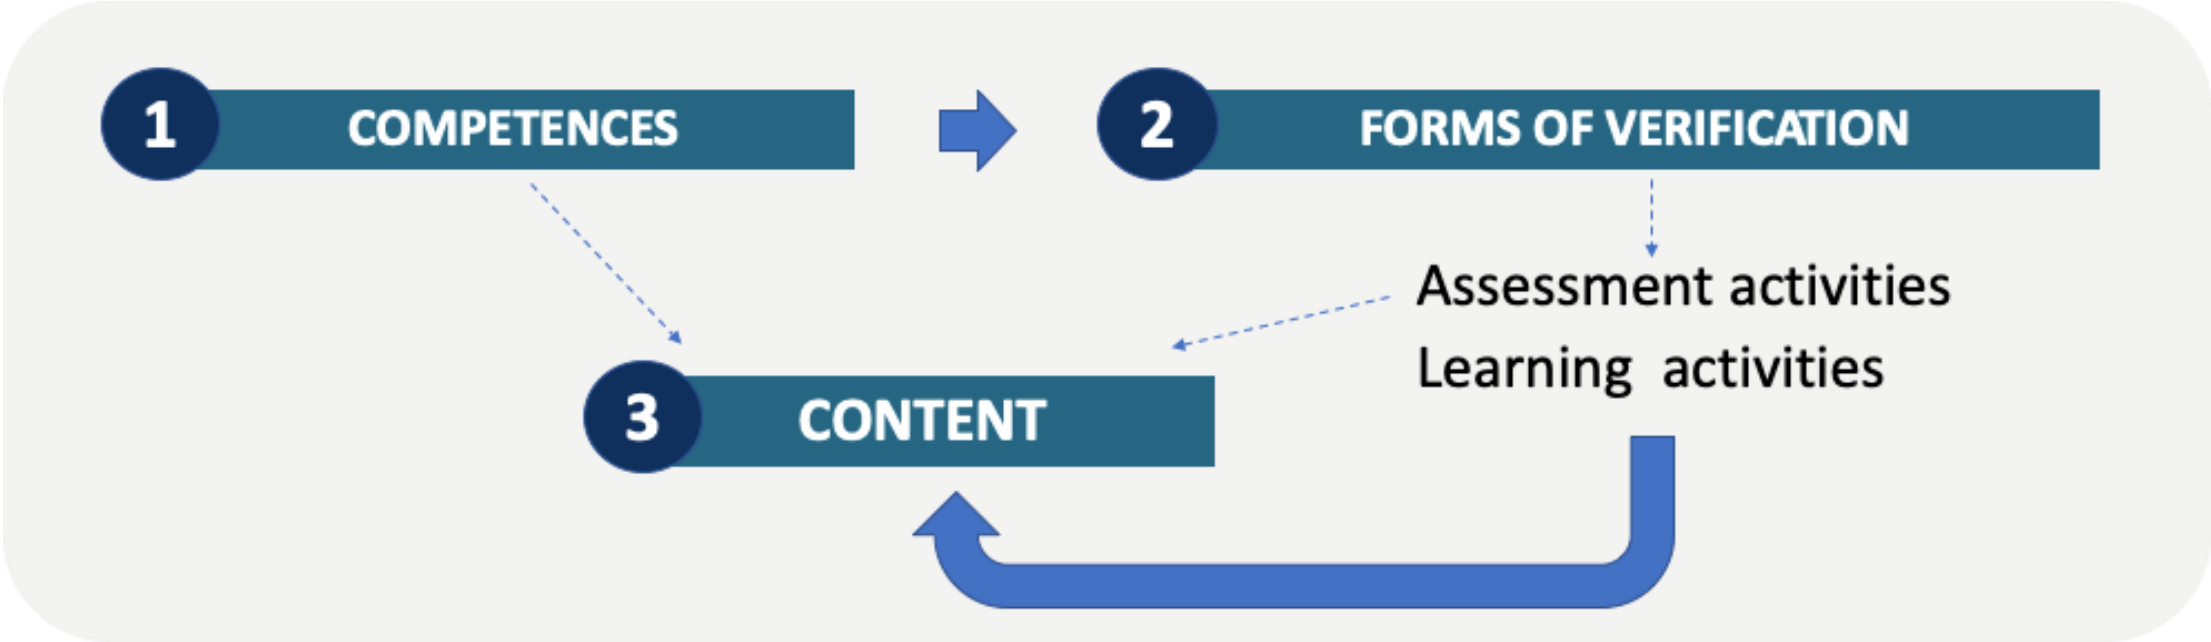 1 COMPETENCES
2 FORMS OF VERIFICATION
Assessment activities
Learning activities
3 CONTENT